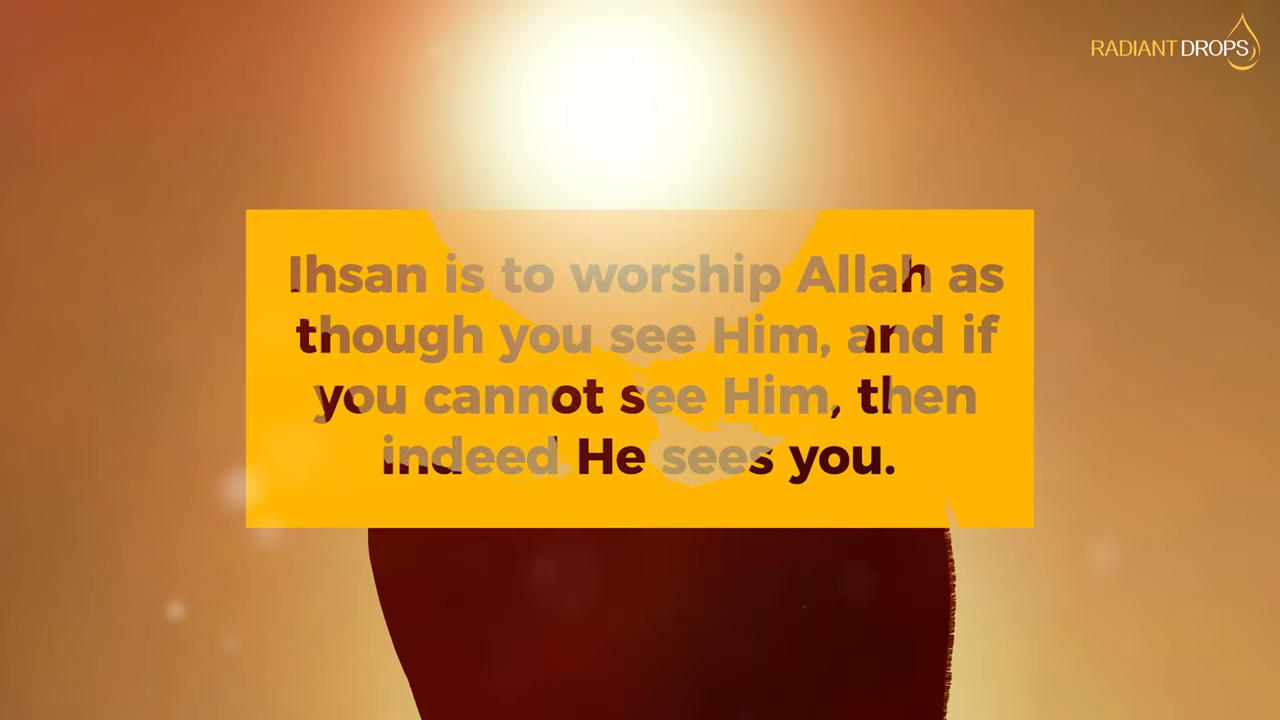 RADIANT DROPS
Ihsan is to worship Allah as
though you see Him, and if
you cannot see Him, then
indeed He sees you.